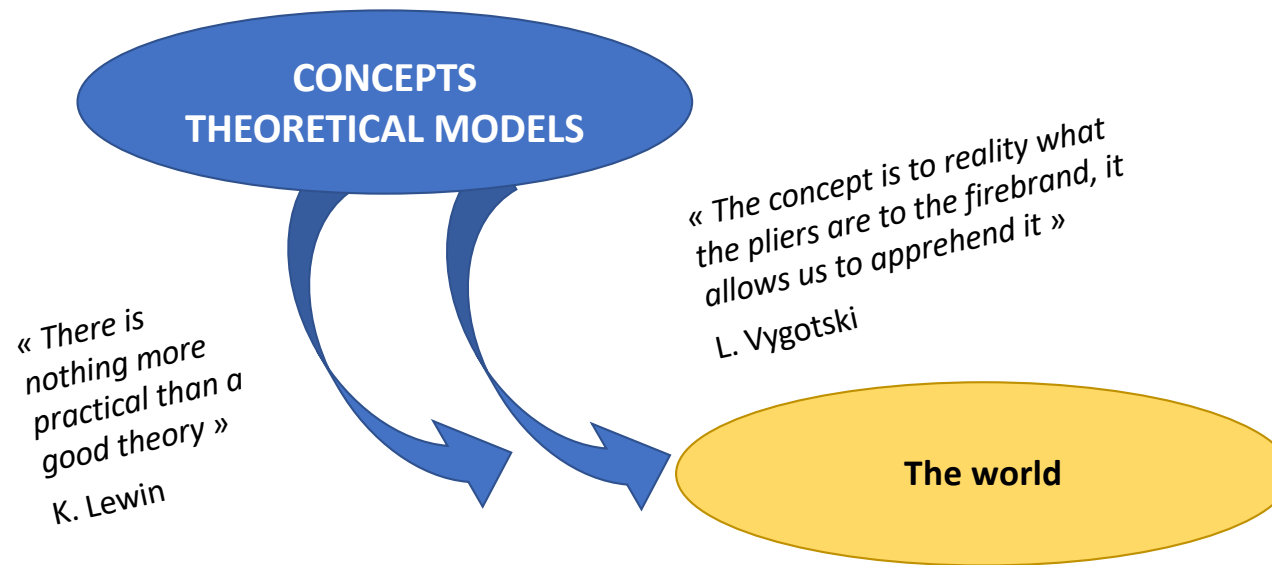 CONCEPTS
THEORETICAL MODELS
« The concept is to reality what
the pliers are to the firebrand, it
allows us to apprehend it »
L. Vygotski
« There is
nothing more
practical than a
good theory »
K. Lewin
The world